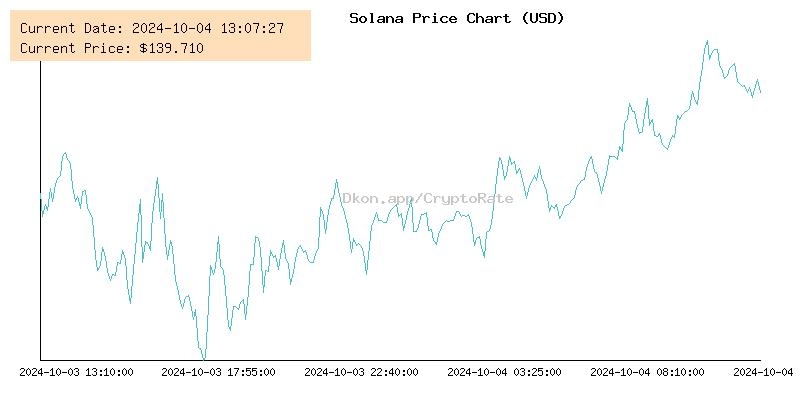 Solana Price Chart (USD)
Current Date: 2024-10-04 13:07:27
Current Price: $139.710
Dkon.app/CryptoRate
2024-10-03 13:10:00 2024-10-03 17:55:00 2024-10-03 22:40:00 2024-10-04 03:25:00 2024-10-04 08:10:00 2024-10-04